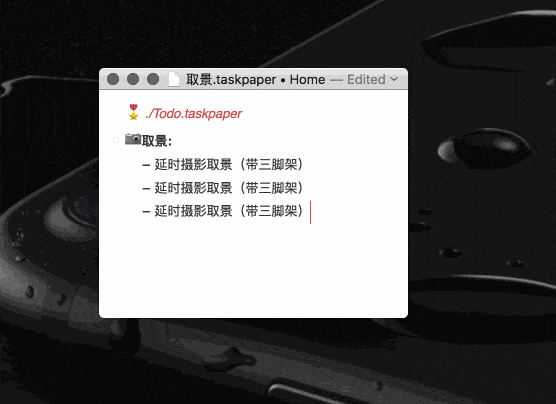 取景.taskpaper • Home — Edited
🎖 ./Todo.taskpaper
📷取景:
– 延时摄影取景（带三脚架）
– 延时摄影取景（带三脚架）
– 延时摄影取景（带三脚架）